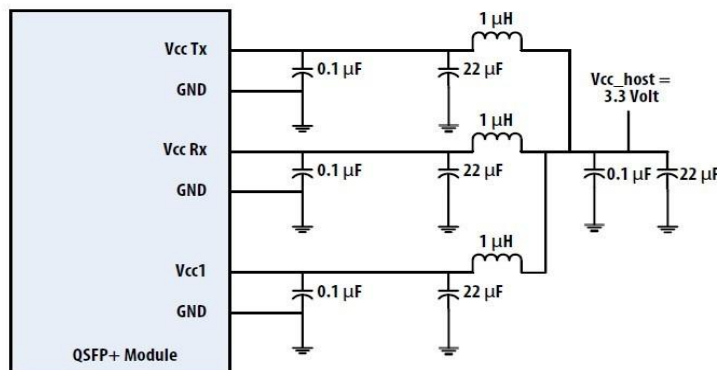 1 µH
Vcc Tx
0.1 µF
22 µF
GND
Vcc_host =
3.3 Volt
1 µH
Vcc Rx
0.1 µF
22 µF
0.1 µF
22 µF
GND
1 µH
Vcc1
0.1 µF
22 µF
GND
QSFP+ Module